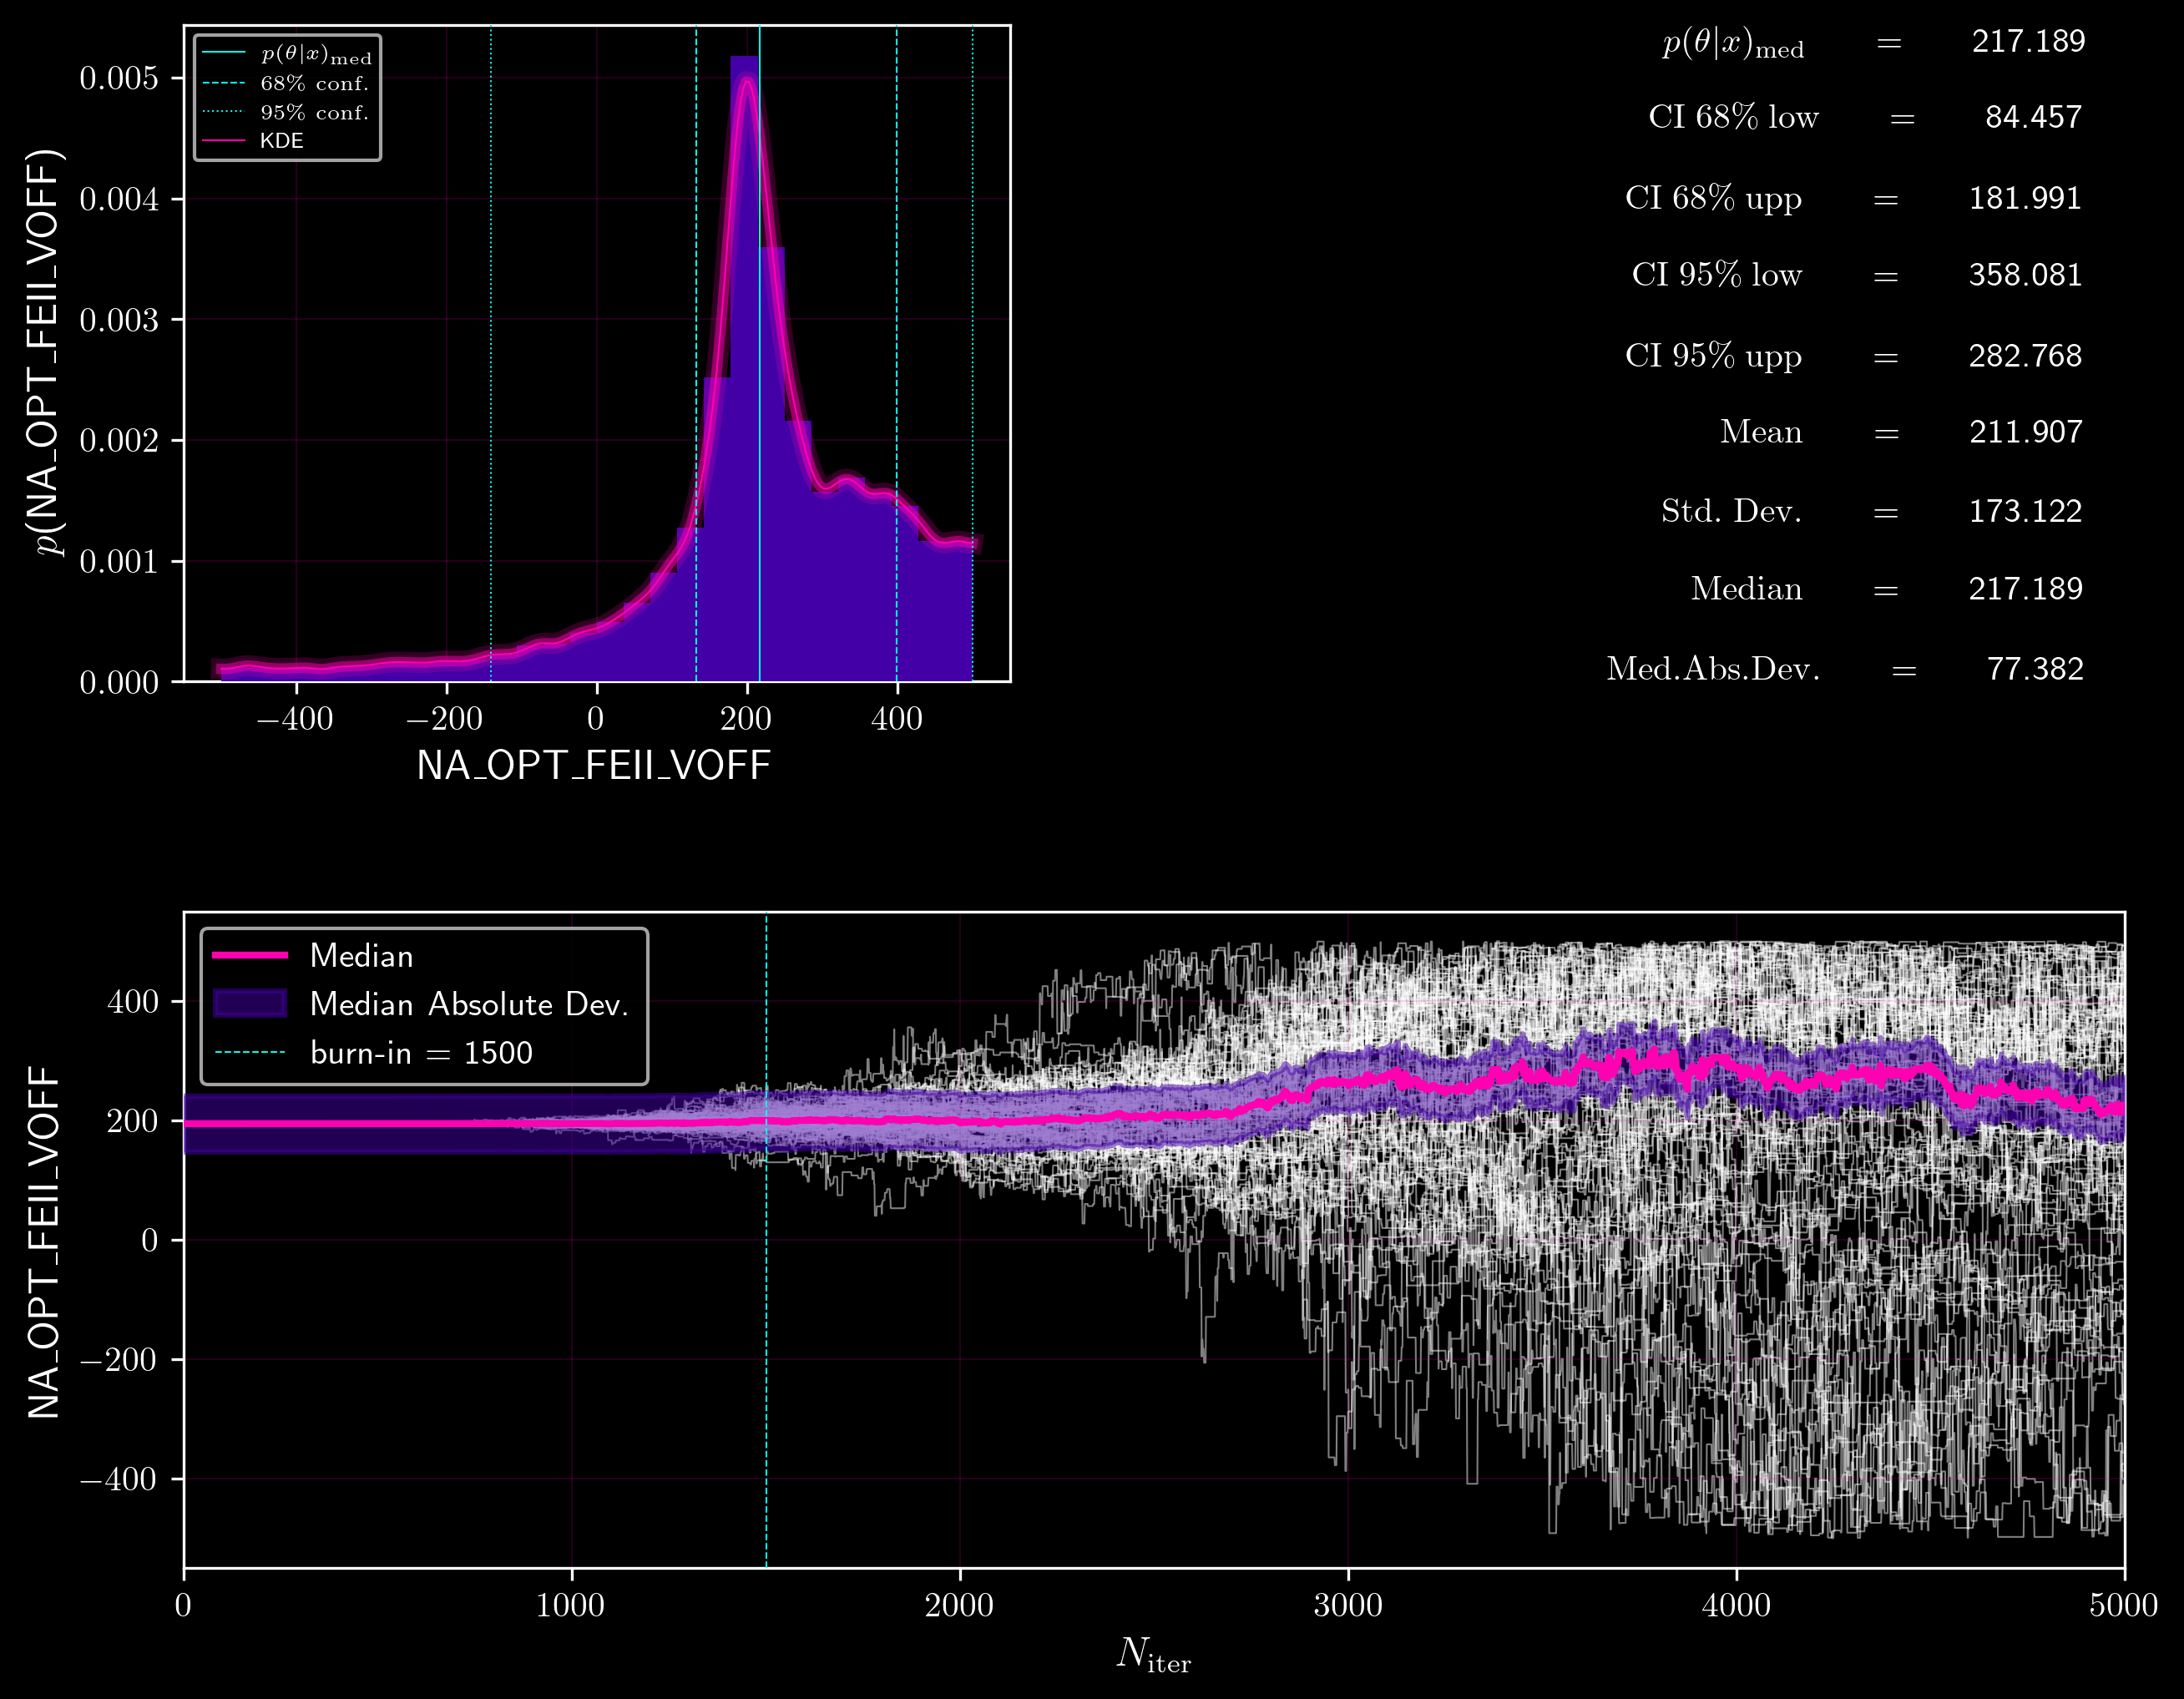 p(θ|x)med
68% conf.
95% conf.
KDE
0.005
0.004
0.003
0.002
0.001
0.000
p(NA_OPT_FEII_VOFF)
−400 −200 0 200 400
NA_OPT_FEII_VOFF
p(θ|x)med = 217.189
CI 68% low = 84.457
CI 68% upp = 181.991
CI 95% low = 358.081
CI 95% upp = 282.768
Mean = 211.907
Std. Dev. = 173.122
Median = 217.189
Med.Abs.Dev. = 77.382
Median
Median Absolute Dev.
burn-in = 1500
400
200
0
−200
−400
NA_OPT_FEII_VOFF
0 1000 2000 3000 4000 5000
Niter